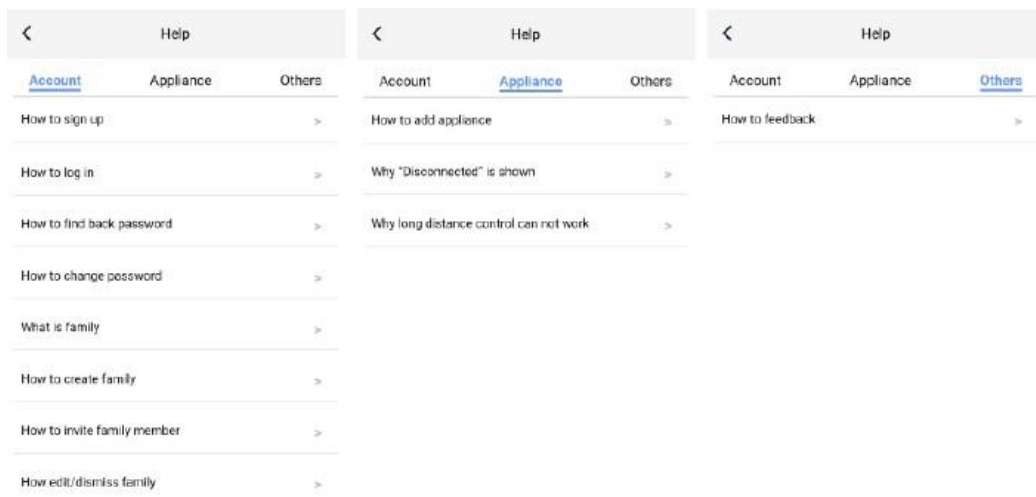 Help
Account Appliance Others
How to sign up >
How to log in >
How to find back password >
How to change password >
What is family >
How to create family >
How to invite family member >
How edit/dismiss family >
Help
Account Appliance Others
How to add appliance >
Why "Disconnected" is shown >
Why long distance control can not work >
Help
Account Appliance Others
How to feedback >